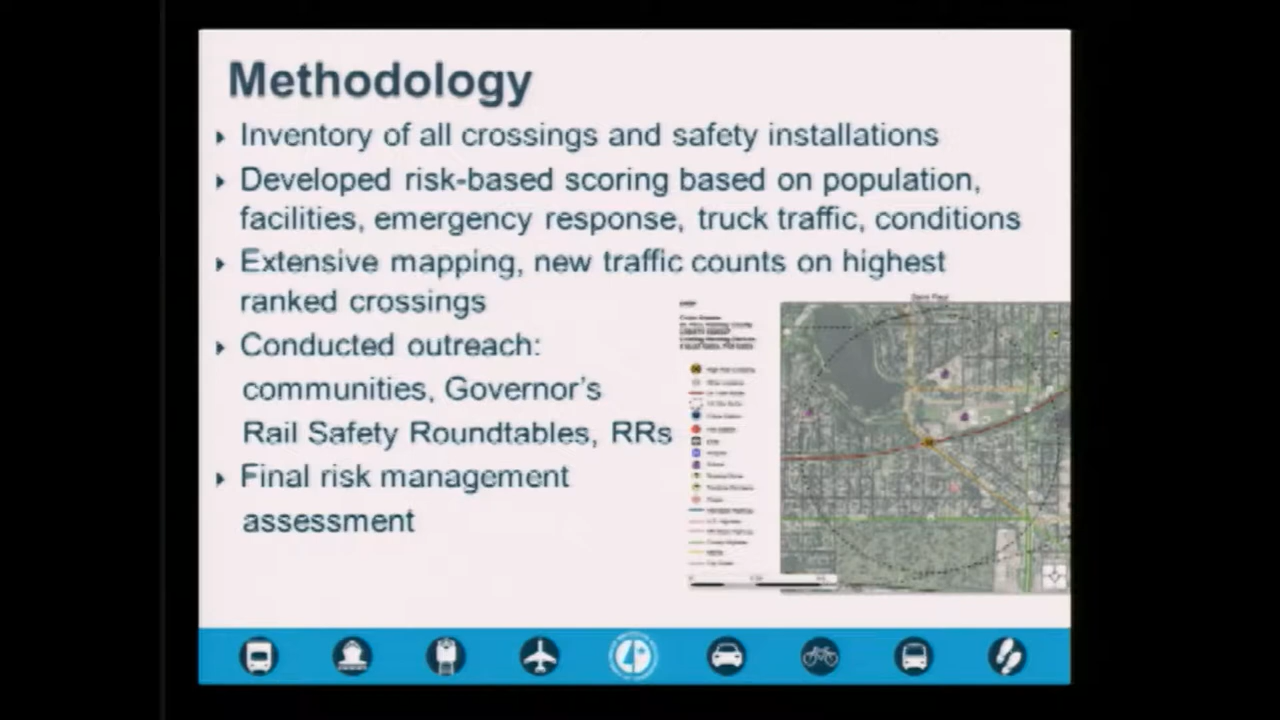 Methodology
Inventory of all crossings and safety installations
Developed risk-based scoring based on population,
facilities, emergency response, truck traffic, conditions
Extensive mapping, new traffic counts on highest
ranked crossings
Conducted outreach:
communities, Governor's
Rail Safety Roundtables, RRs
Final risk management
assessment